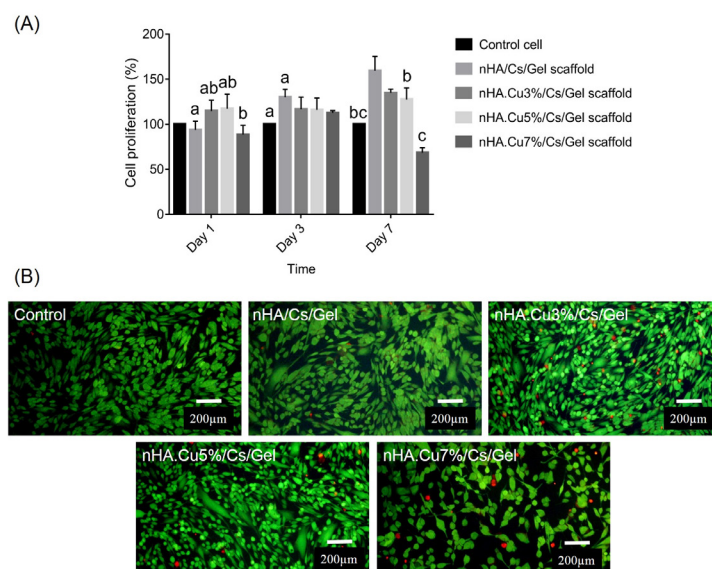 (A)
Cell proliferation (%)
150
100
50
0
a
ab
ab
b
a
a
bc
b
c
Day 1
Day 3
Day 7
Time
Control cell
nHA/Cs/Gel scaffold
nHA.Cu3%/Cs/Gel scaffold
nHA.Cu5%/Cs/Gel scaffold
nHA.Cu7%/Cs/Gel scaffold
200
(B)
Control
200µm
nHA/Cs/Gel
200µm
nHA.Cu3%/Cs/Gel
200µm
nHA.Cu5%/Cs/Gel
200µm
nHA.Cu7%/Cs/Gel
200µm